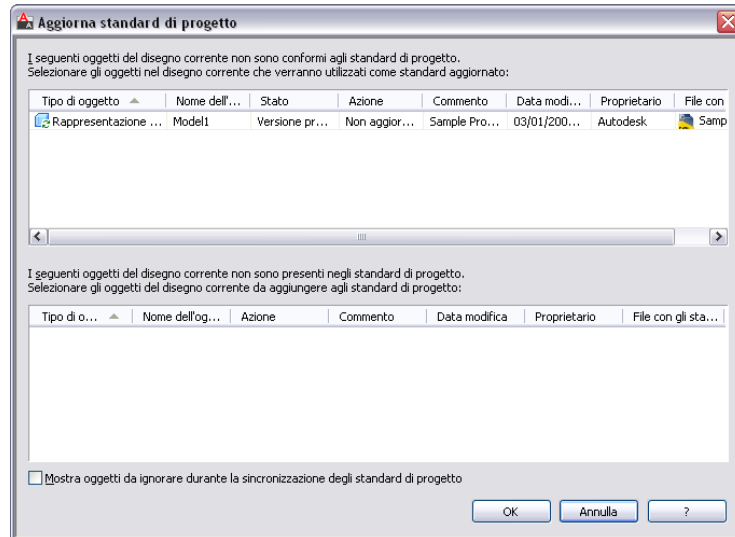 Aggiorna standard di progetto
I seguenti oggetti del disegno corrente non sono conformi agli standard di progetto.
Selezionare gli oggetti nel disegno corrente che verranno utilizzati come standard aggiornato:
Tipo di oggetto Nome dell'... Stato Azione Commento Data modi... Proprietario File con
Rappresentazione ... Model1 Versione pr... Non aggior... Sample Pro... 03/01/200... Autodesk Samp
I seguenti oggetti del disegno corrente non sono presenti negli standard di progetto.
Selezionare gli oggetti del disegno corrente da aggiungere agli standard di progetto:
Tipo di o... Nome dell'og... Azione Commento Data modifica Proprietario File con gli sta...
Mostra oggetti da ignorare durante la sincronizzazione degli standard di progetto
OK Annulla ?